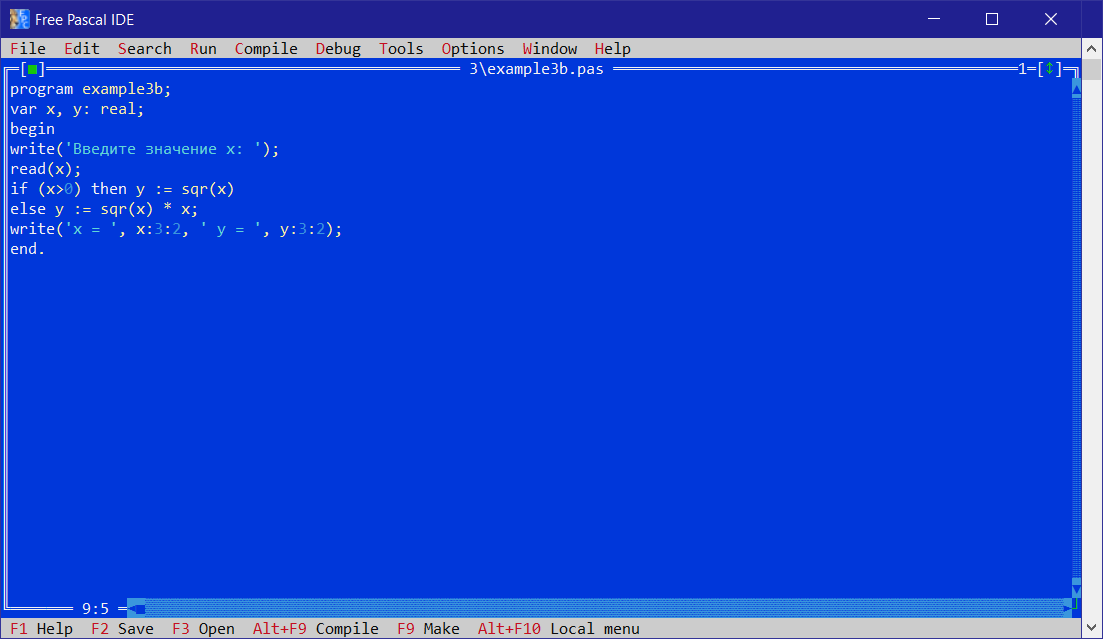 Free Pascal IDE
File Edit Search Run Compile Debug Tools Options Window Help
[■] 3\example3b.pas 1=[↕]
program example3b;
var x, y: real;
begin
write('Введите значение x: ');
read(x);
if (x>0) then y := sqr(x)
else y := sqr(x) * x;
write('x = ', x:3:2, ' y = ', y:3:2);
end.
9:5
F1 Help F2 Save F3 Open Alt+F9 Compile F9 Make Alt+F10 Local menu